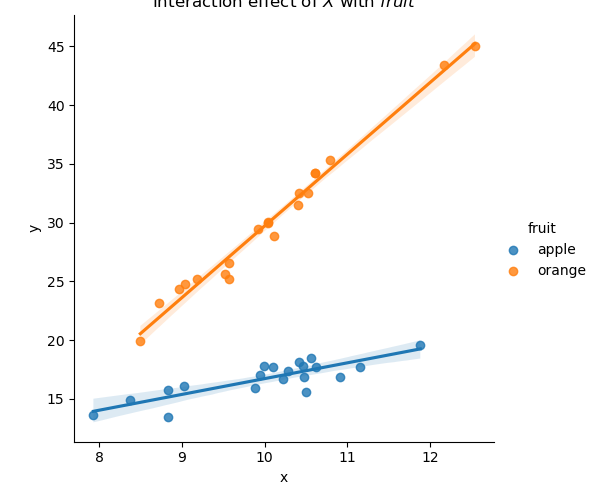 Interaction effect of X with fruit
45
40
35
30
25
20
15
y
8 9 10 11 12
x
fruit
apple
orange